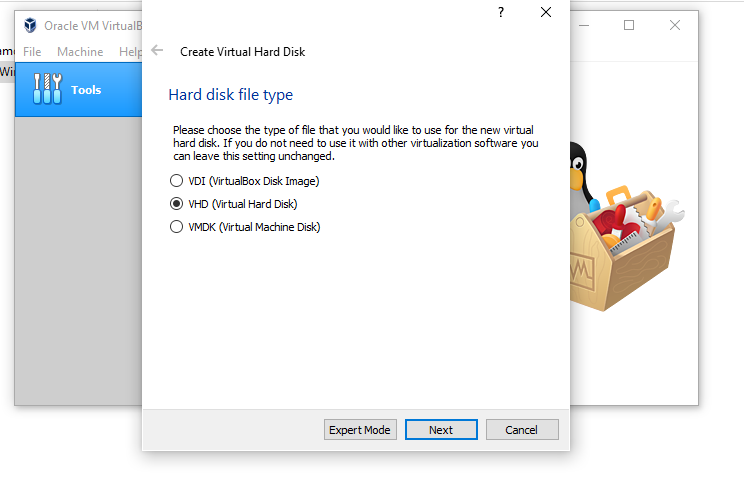 ?
Oracle VM VirtualB
Create Virtual Hard Disk
File Machine Help
Tools
Hard disk file type
Please choose the type of file that you would like to use for the new virtual
hard disk. If you do not need to use it with other virtualization software you
can leave this setting unchanged.
VDI (VirtualBox Disk Image)
VHD (Virtual Hard Disk)
VMDK (Virtual Machine Disk)
Expert Mode Next Cancel